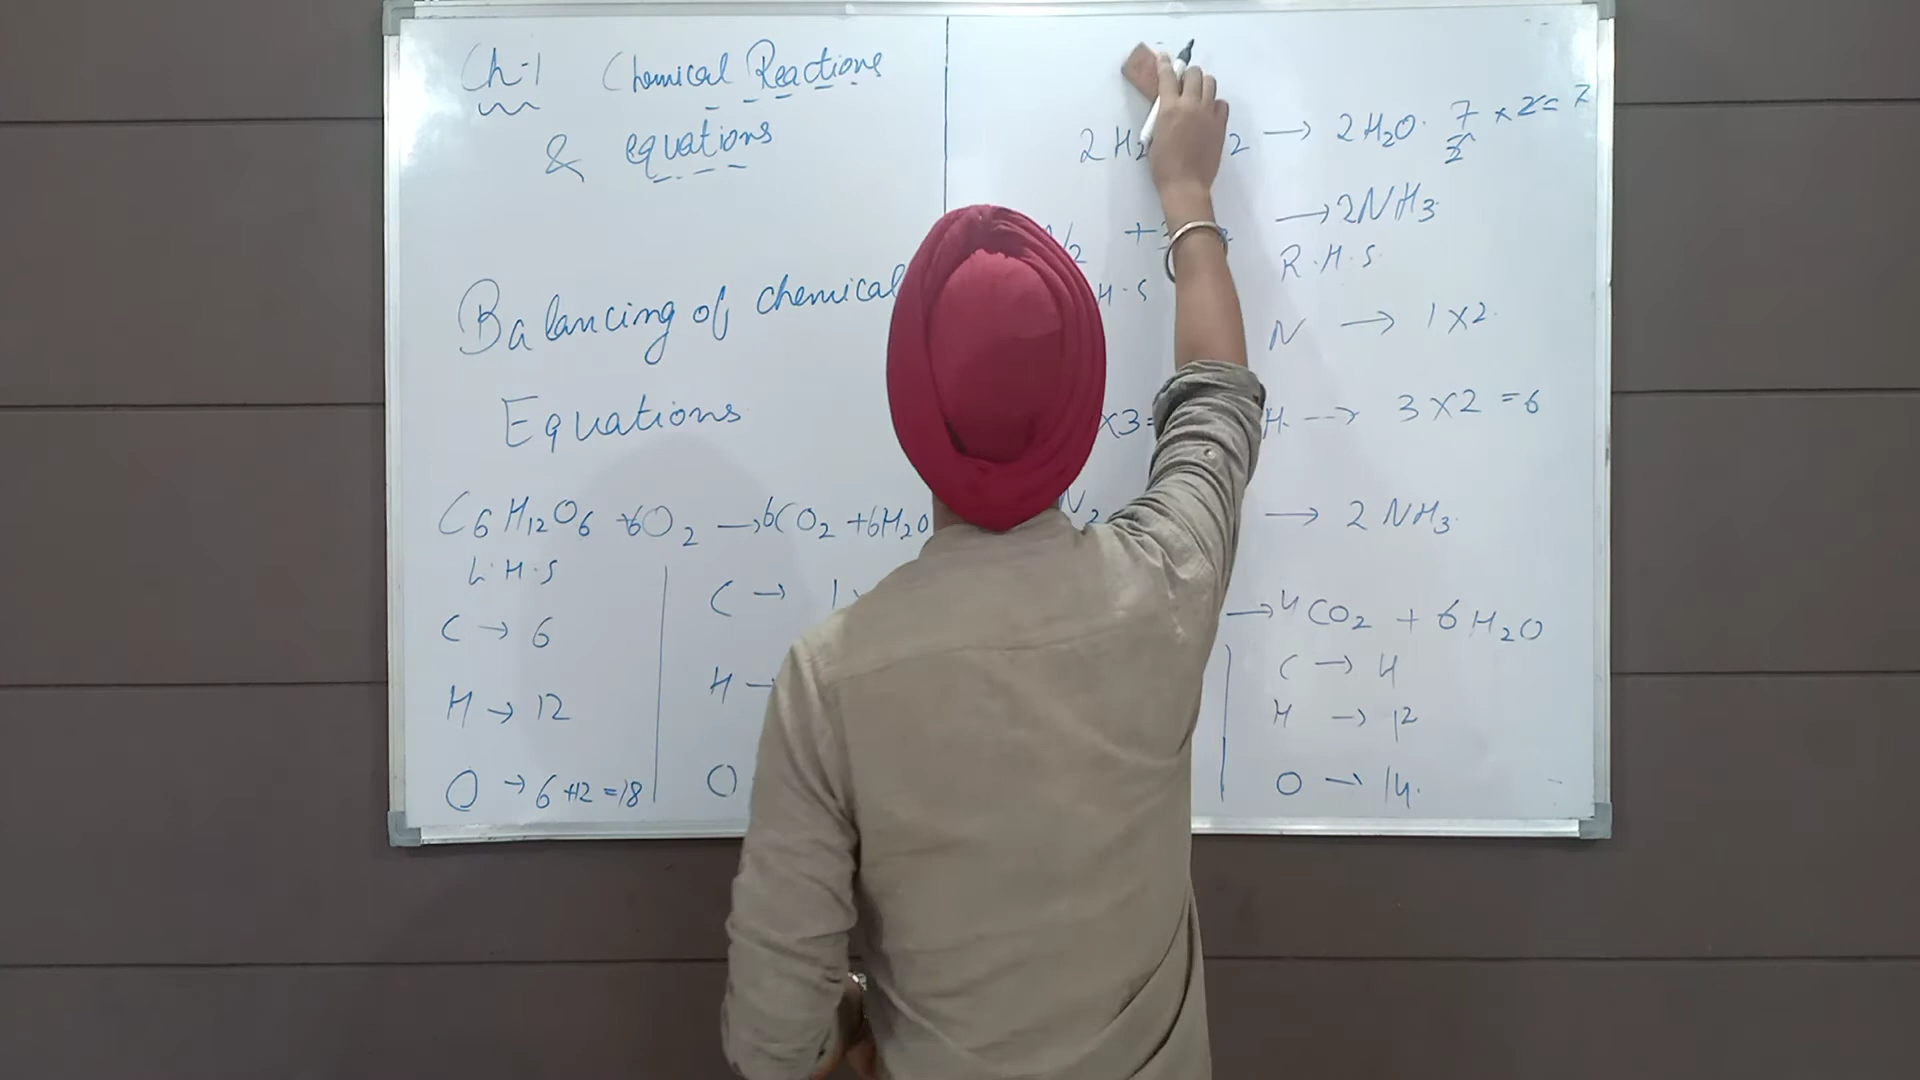 Ch-1 Chemical Reactions
& equations
Balancing of chemical
Equations
C6H12O6 +6O2 →6CO2 +6H2O
L.H.S
C → 6
C → 1
H → 12
H →
O → 6+12=18
O
2H2 2 → 2H2O. 7/2 × 2 = 7
N2 + → 2NH3
H.S
R.H.S.
N → 1×2
×3= H → 3×2 =6
N2 → 2NH3.
→ 4CO2 + 6H2O
C → 4
H → 12
O → 14.